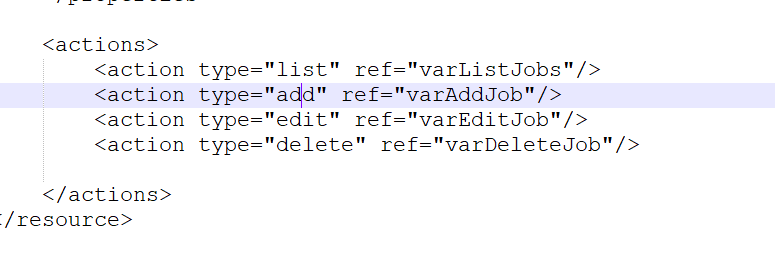 <actions>
<action type="list" ref="varListJobs"/>
<action type="add" ref="varAddJob"/>
<action type="edit" ref="varEditJob"/>
<action type="delete" ref="varDeleteJob"/>
</actions>
</resource>